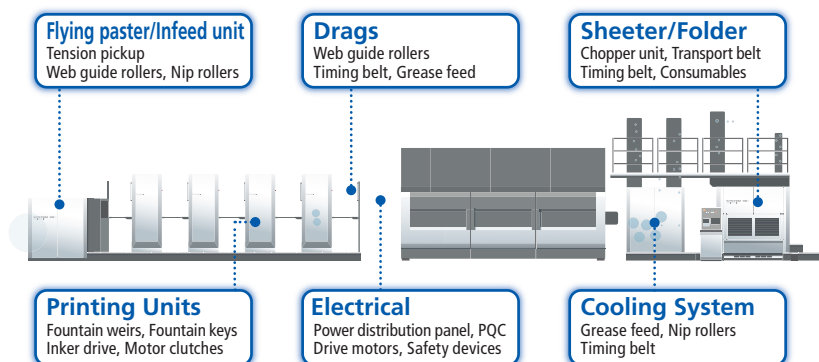 Flying paster/Infeed unit
Tension pickup
Web guide rollers, Nip rollers
Drags
Web guide rollers
Timing belt, Grease feed
Sheeter/Folder
Chopper unit, Transport belt
Timing belt, Consumables
Printing Units
Fountain weirs, Fountain keys
Inker drive, Motor clutches
Electrical
Power distribution panel, PQC
Drive motors, Safety devices
Cooling System
Grease feed, Nip rollers
Timing belt